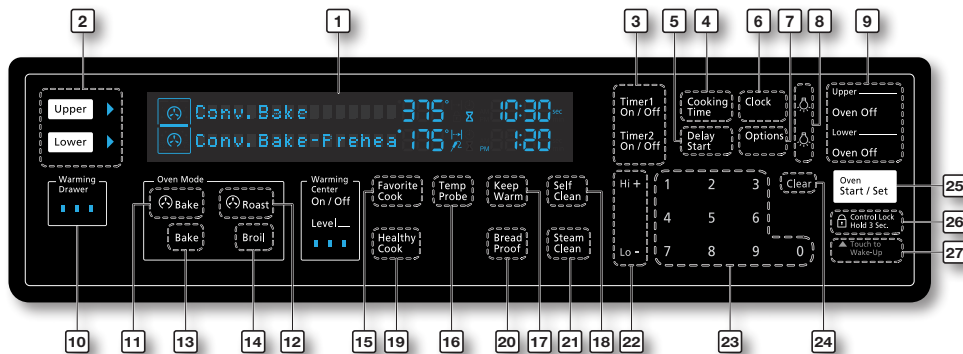 2
1
3
5
4
6
7
8
9
Upper
Lower
Conv.Bake 375° 10:30 sec
Conv.Bake-Prehea 175° PM 1:20
Timer1
On / Off
Timer2
On / Off
Cooking
Time
Delay
Start
Clock
Options
Upper
Oven Off
Lower
Oven Off
Warming
Drawer
Oven Mode
Bake
Roast
Bake
Broil
Warming
Center
On / Off
Level
Favorite
Cook
Healthy
Cook
Temp
Probe
Keep
Warm
Bread
Proof
Self
Clean
Steam
Clean
Hi +
Lo -
1 2 3
4 5 6
7 8 9 0
Clear
Oven
Start / Set
Control Lock
Hold 3 Sec.
Touch to
Wake-Up
25
26
27
10
11
13
14
12
15
19
16
20
17
21
18
22
23
24